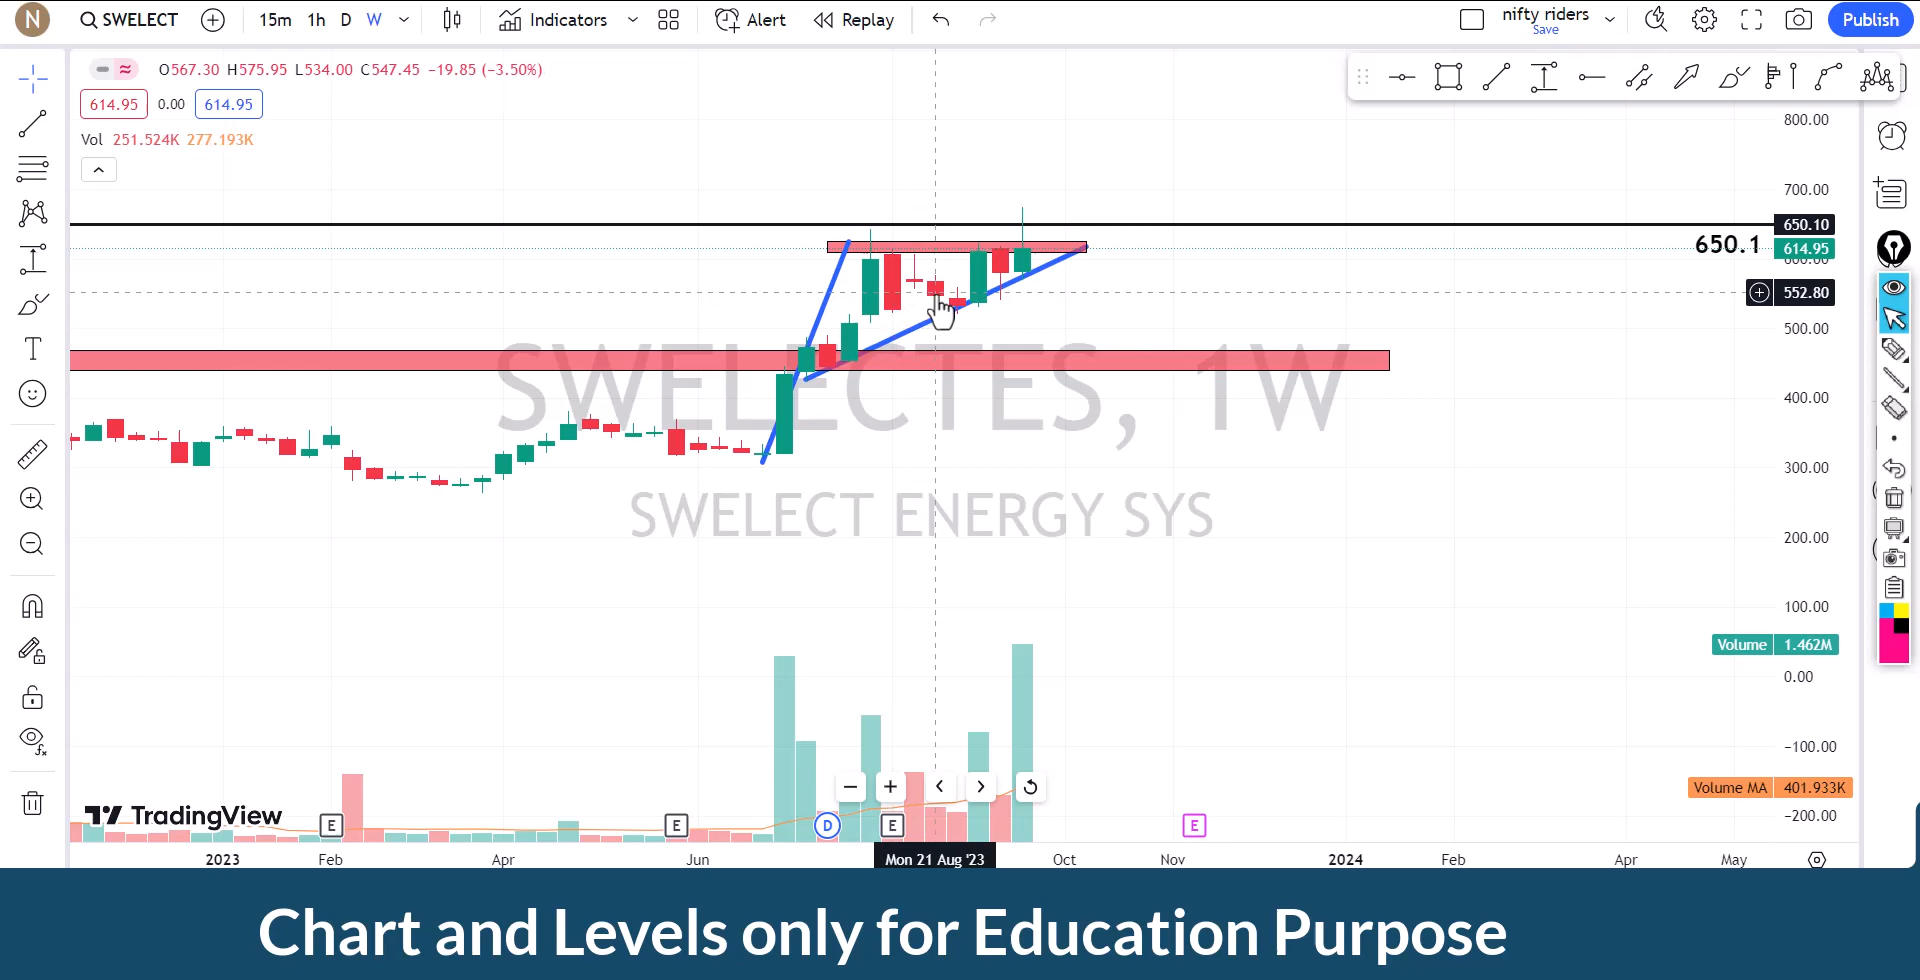 N
SWELECT
15m 1h D W
Indicators
Alert
Replay
nifty riders
Save
Publish
O567.30 H575.95 L534.00 C547.45 −19.85 (−3.50%)
614.95 0.00 614.95
Vol 251.524K 277.193K
800.00
700.00
650.10
650.1
614.95
552.80
500.00
400.00
300.00
200.00
100.00
0.00
−100.00
−200.00
SWELECTES, 1W
SWELECT ENERGY SYS
Volume 1.462M
Volume MA 401.933K
TradingView
E E D E E
2023 Feb Apr Jun Mon 21 Aug '23 Oct Nov 2024 Feb Apr May
Chart and Levels only for Education Purpose